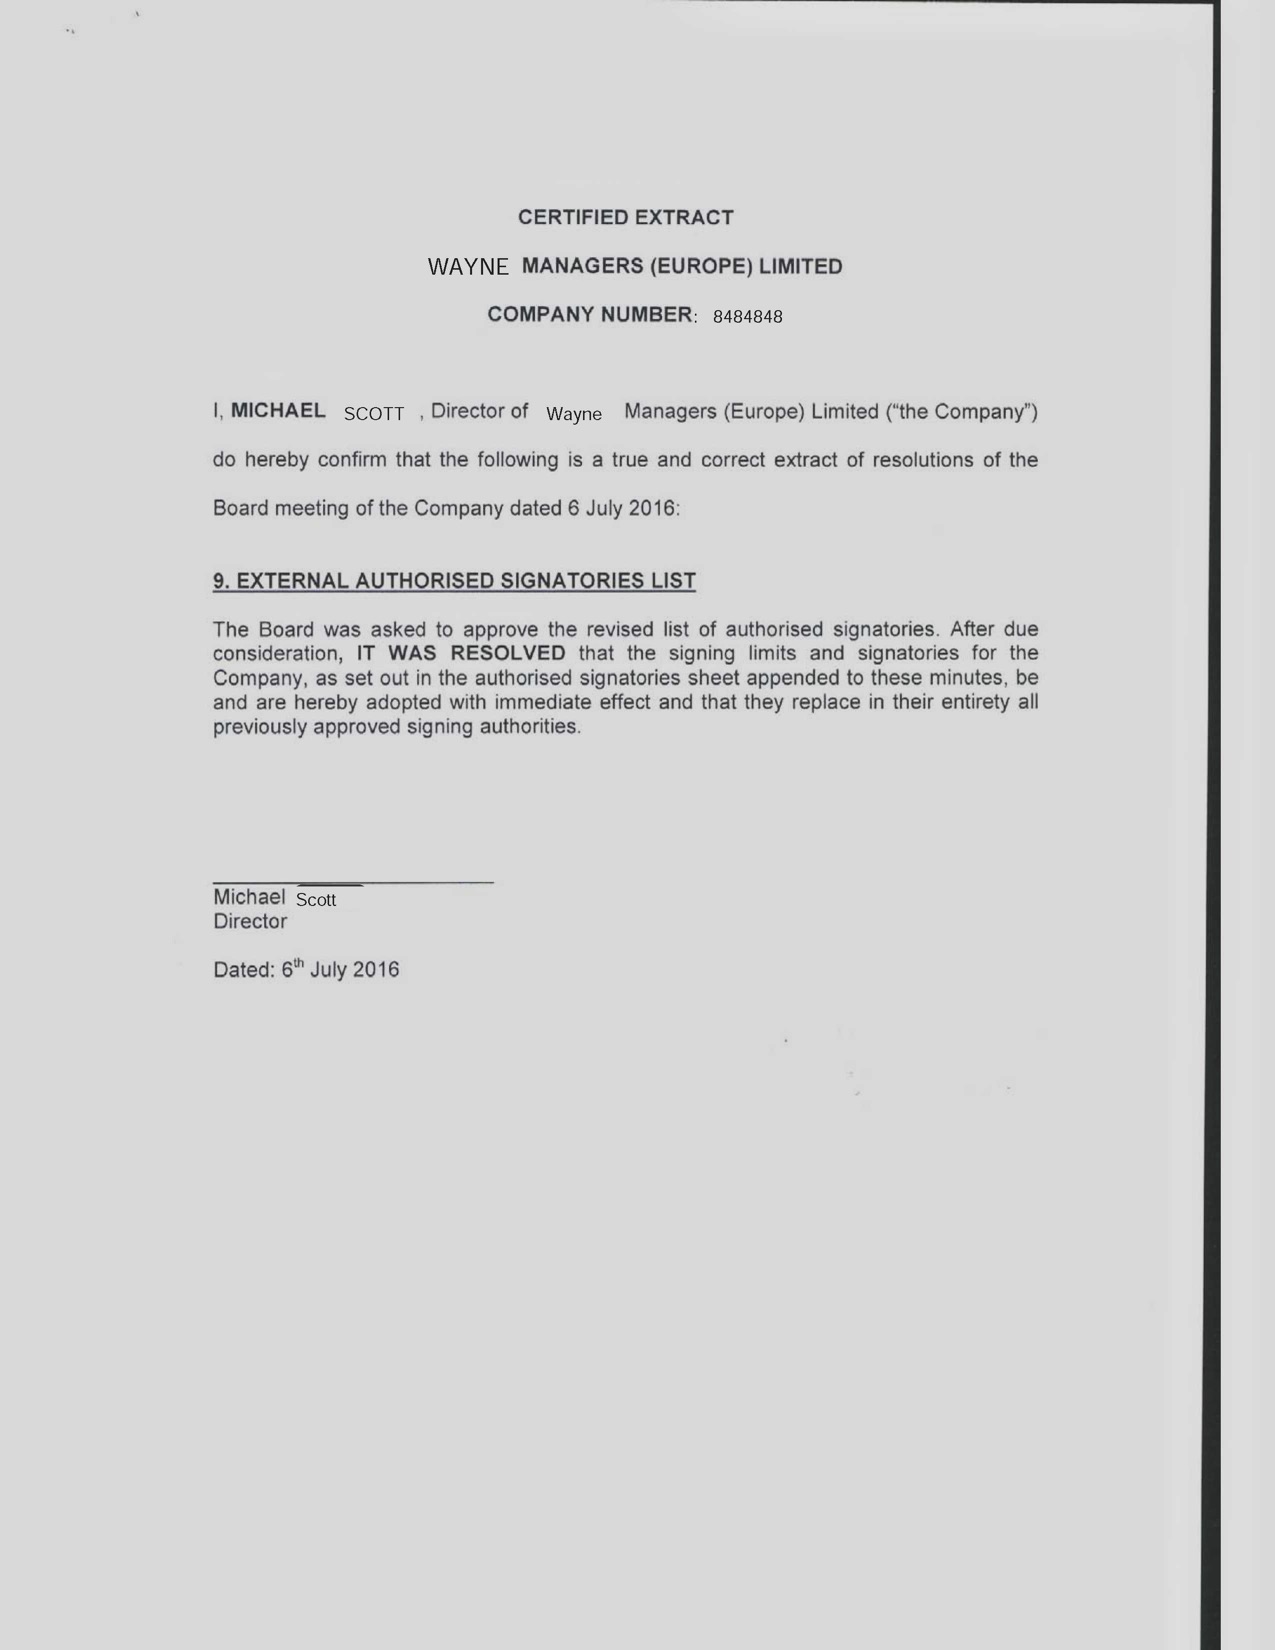 CERTIFIED EXTRACT
WAYNE MANAGERS (EUROPE) LIMITED
COMPANY NUMBER: 8484848
I, MICHAEL SCOTT , Director of Wayne Managers (Europe) Limited (“the Company”)
do hereby confirm that the following is a true and correct extract of resolutions of the
Board meeting of the Company dated 6 July 2016:
9. EXTERNAL AUTHORISED SIGNATORIES LIST
The Board was asked to approve the revised list of authorised signatories. After due
consideration, IT WAS RESOLVED that the signing limits and signatories for the
Company, as set out in the authorised signatories sheet appended to these minutes, be
and are hereby adopted with immediate effect and that they replace in their entirety all
previously approved signing authorities.
Michael Scott
Director
Dated: 6th July 2016